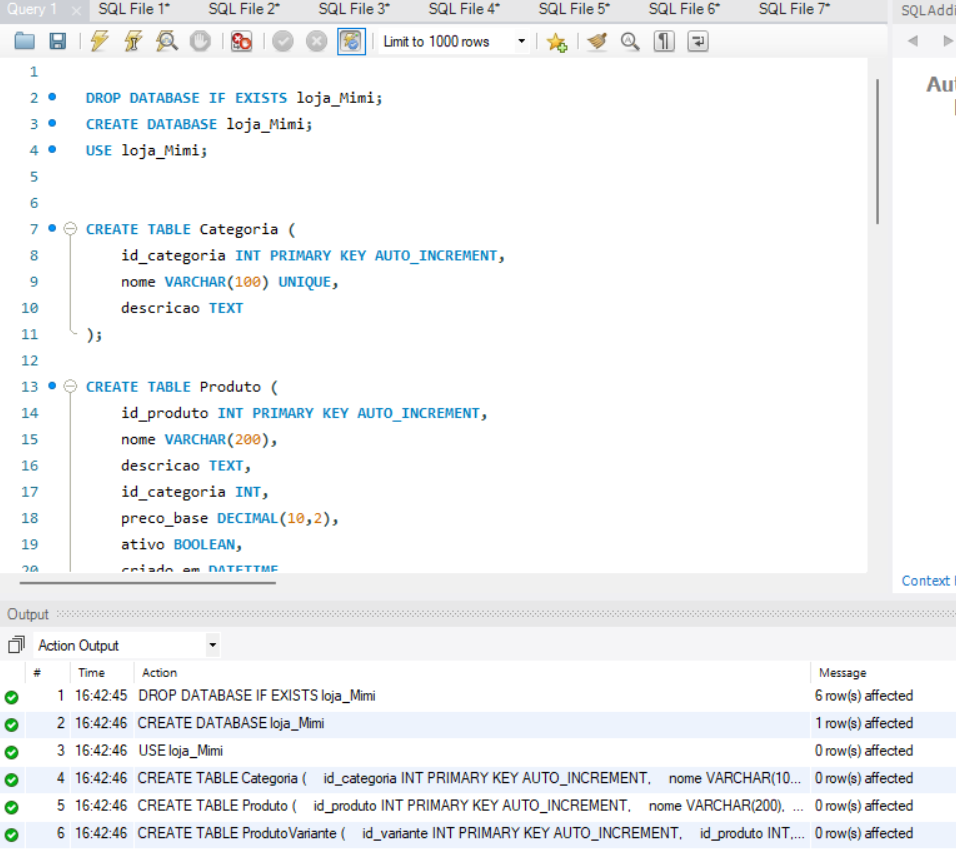 Query 1 SQL File 1* SQL File 2* SQL File 3* SQL File 4* SQL File 5* SQL File 6* SQL File 7* SQLAddi
Limit to 1000 rows
Aut
1
2 DROP DATABASE IF EXISTS loja_Mimi;
3 CREATE DATABASE loja_Mimi;
4 USE loja_Mimi;
5
6
7 CREATE TABLE Categoria (
8 id_categoria INT PRIMARY KEY AUTO_INCREMENT,
9 nome VARCHAR(100) UNIQUE,
10 descricao TEXT
11 );
12
13 CREATE TABLE Produto (
14 id_produto INT PRIMARY KEY AUTO_INCREMENT,
15 nome VARCHAR(200),
16 descricao TEXT,
17 id_categoria INT,
18 preco_base DECIMAL(10,2),
19 ativo BOOLEAN,
20 criado_em DATETIME
Context
Output
Action Output
# Time Action Message
1 16:42:45 DROP DATABASE IF EXISTS loja_Mimi 6 row(s) affected
2 16:42:46 CREATE DATABASE loja_Mimi 1 row(s) affected
3 16:42:46 USE loja_Mimi 0 row(s) affected
4 16:42:46 CREATE TABLE Categoria ( id_categoria INT PRIMARY KEY AUTO_INCREMENT, nome VARCHAR(10... 0 row(s) affected
5 16:42:46 CREATE TABLE Produto ( id_produto INT PRIMARY KEY AUTO_INCREMENT, nome VARCHAR(200), ... 0 row(s) affected
6 16:42:46 CREATE TABLE ProdutoVariante ( id_variante INT PRIMARY KEY AUTO_INCREMENT, id_produto INT,... 0 row(s) affected